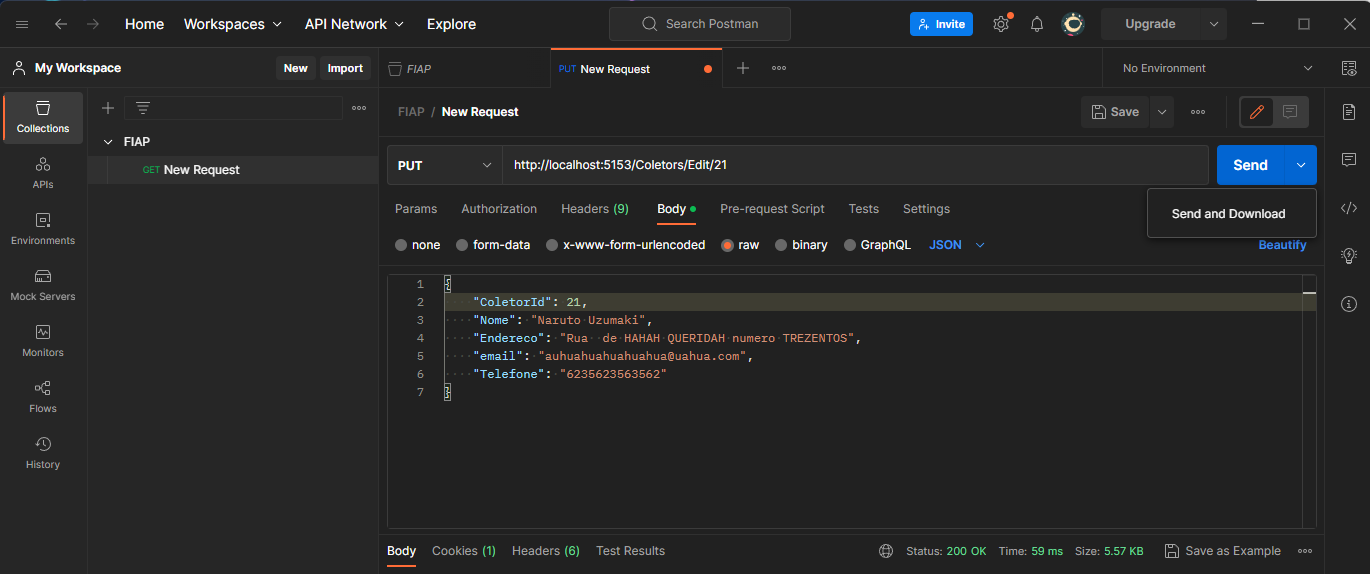 Home Workspaces API Network Explore Search Postman Invite Upgrade
My Workspace New Import FIAP PUT New Request No Environment
Collections
APIs
Environments
Mock Servers
Monitors
Flows
History
FIAP
GET New Request
FIAP / New Request Save
PUT http://localhost:5153/Coletors/Edit/21 Send
Send and Download
Params Authorization Headers (9) Body Pre-request Script Tests Settings
none form-data x-www-form-urlencoded raw binary GraphQL JSON Beautify
1 {
2 "ColetorId": 21,
3 "Nome": "Naruto Uzumaki",
4 "Endereco": "Rua  de HAHAH QUERIDAH numero TREZENTOS",
5 "email": "auhuahuahuahuahua@uahua.com",
6 "Telefone": "6235623563562"
7 }
Body Cookies (1) Headers (6) Test Results Status: 200 OK Time: 59 ms Size: 5.57 KB Save as Example